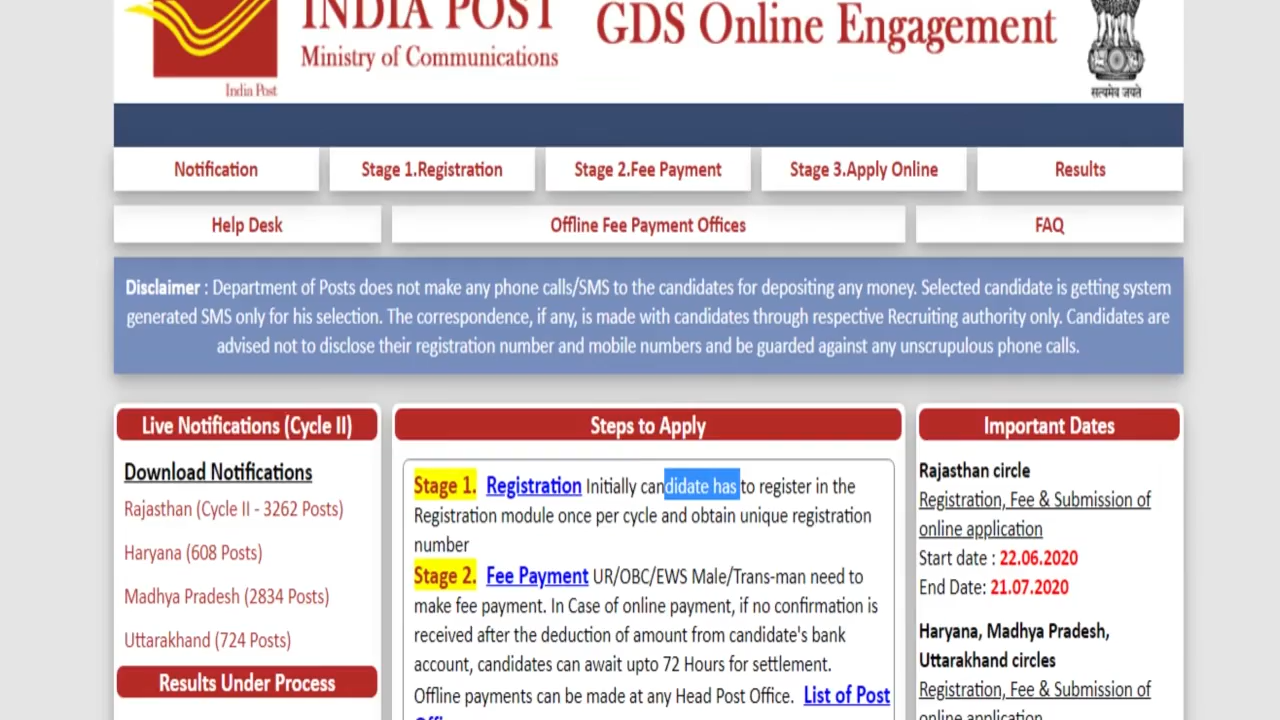 INDIA POST
GDS Online Engagement
Ministry of Communications
India Post
सत्यमेव जयते
Notification
Stage 1.Registration
Stage 2.Fee Payment
Stage 3.Apply Online
Results
Help Desk
Offline Fee Payment Offices
FAQ
Disclaimer : Department of Posts does not make any phone calls/SMS to the candidates for depositing any money. Selected candidate is getting system
generated SMS only for his selection. The correspondence, if any, is made with candidates through respective Recruiting authority only. Candidates are
advised not to disclose their registration number and mobile numbers and be guarded against any unscrupulous phone calls.
Live Notifications (Cycle II)
Download Notifications
Rajasthan (Cycle II - 3262 Posts)
Haryana (608 Posts)
Madhya Pradesh (2834 Posts)
Uttarakhand (724 Posts)
Results Under Process
Steps to Apply
Stage 1. Registration Initially candidate has to register in the
Registration module once per cycle and obtain unique registration
number
Stage 2. Fee Payment UR/OBC/EWS Male/Trans-man need to
make fee payment. In Case of online payment, if no confirmation is
received after the deduction of amount from candidate's bank
account, candidates can await upto 72 Hours for settlement.
Offline payments can be made at any Head Post Office. List of Post
Important Dates
Rajasthan circle
Registration, Fee & Submission of
online application
Start date : 22.06.2020
End Date: 21.07.2020
Haryana, Madhya Pradesh,
Uttarakhand circles
Registration, Fee & Submission of
online application